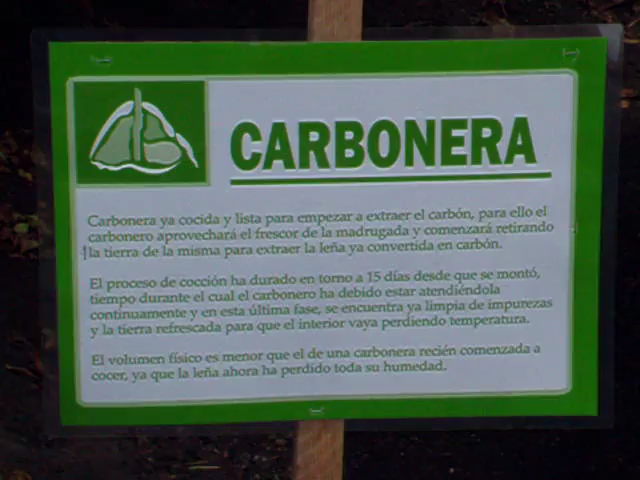 CARBONERA
Carbonera ya cocida y lista para empezar a extraer el carbón, para ello el
carbonero aprovechará el frescor de la madrugada y comenzará retirando
la tierra de la misma para extraer la leña ya convertida en carbón.
El proceso de cocción ha durado en torno a 15 días desde que se montó,
tiempo durante el cual el carbonero ha debido estar atendiéndola
continuamente y en esta última fase, se encuentra ya limpia de impurezas
y la tierra refrescada para que el interior vaya perdiendo temperatura.
El volumen físico es menor que el de una carbonera recién comenzada a
cocer, ya que la leña ahora ha perdido toda su humedad.